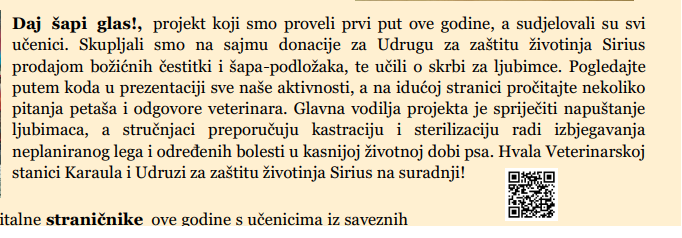 Daj šapi glas!, projekt koji smo proveli prvi put ove godine, a sudjelovali su svi
učenici. Skupljali smo na sajmu donacije za Udrugu za zaštitu životinja Sirius
prodajom božićnih čestitki i šapa-podložaka, te učili o skrbi za ljubimce. Pogledajte
putem koda u prezentaciji sve naše aktivnosti, a na idućoj stranici pročitajte nekoliko
pitanja petaša i odgovore veterinara. Glavna vodilja projekta je spriječiti napuštanje
ljubimaca, a stručnjaci preporučuju kastraciju i sterilizaciju radi izbjegavanja
neplaniranog lega i određenih bolesti u kasnijoj životnoj dobi psa. Hvala Veterinarskoj
stanici Karaula i Udruzi za zaštitu životinja Sirius na suradnji!
italne straničnike ove godine s učenicima iz saveznih